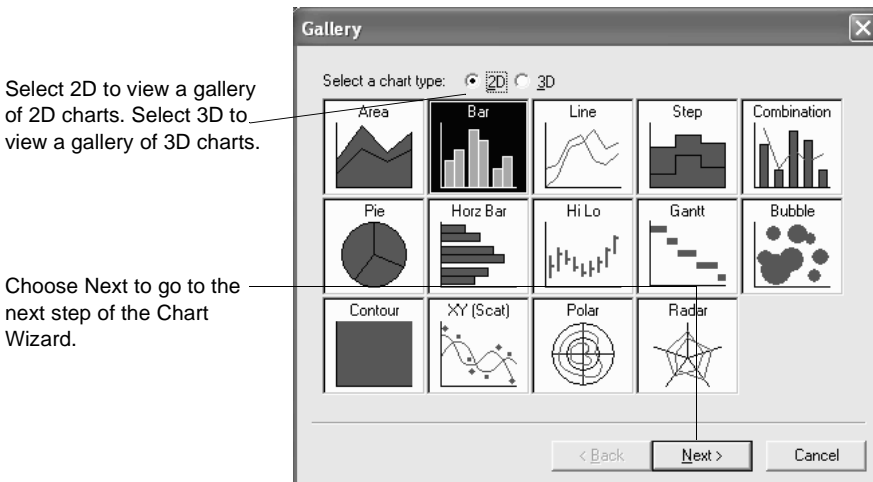 Gallery
Select a chart type: 2D 3D
Select 2D to view a gallery
of 2D charts. Select 3D to
view a gallery of 3D charts.
Area Bar Line Step Combination
Pie Horz Bar Hi Lo Gantt Bubble
Choose Next to go to the
next step of the Chart
Wizard.
Contour XY (Scat) Polar Radar
< Back Next > Cancel